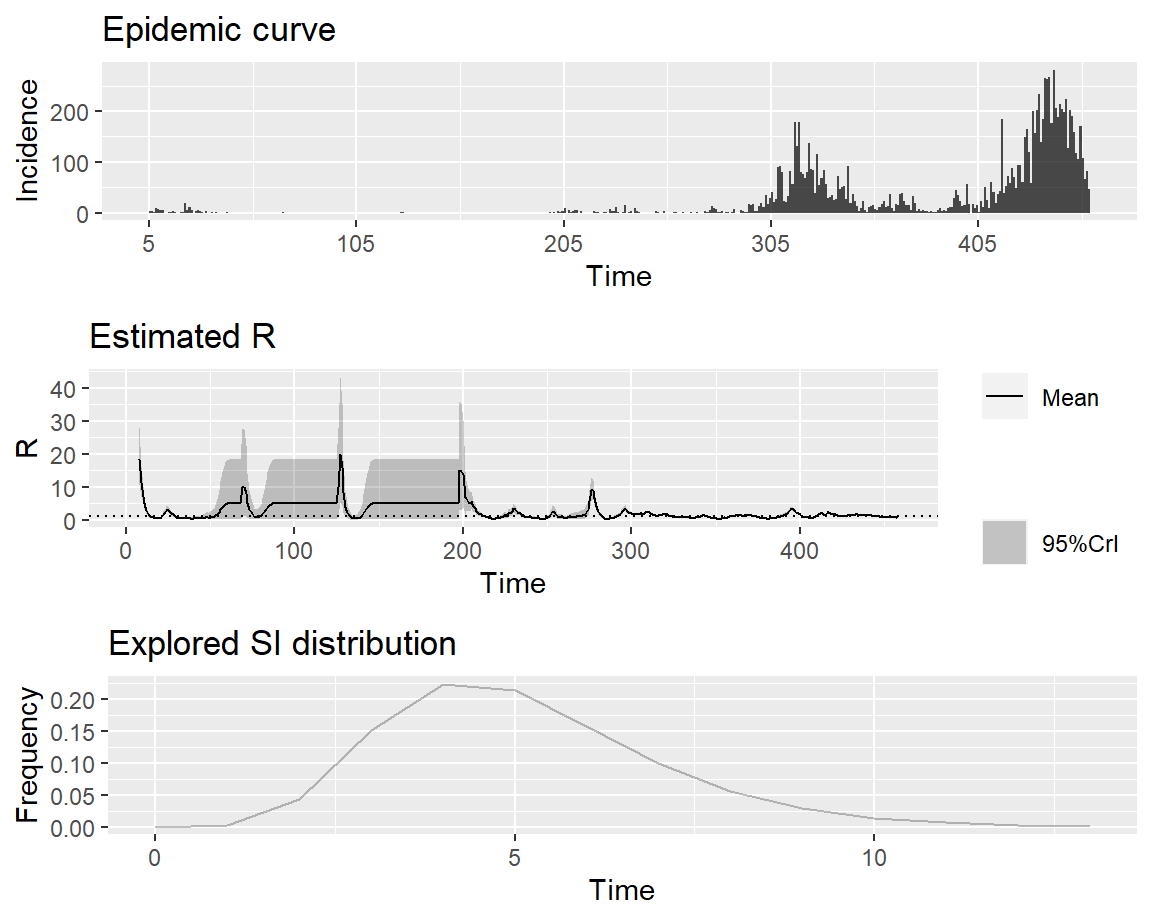 Epidemic curve
Incidence
200
100
0
5 105 205 305 405
Time
Estimated R
R
40
30
20
10
0
0 100 200 300 400
Time
Mean
95%CrI
Explored SI distribution
Frequency
0.20
0.15
0.10
0.05
0.00
0 5 10
Time